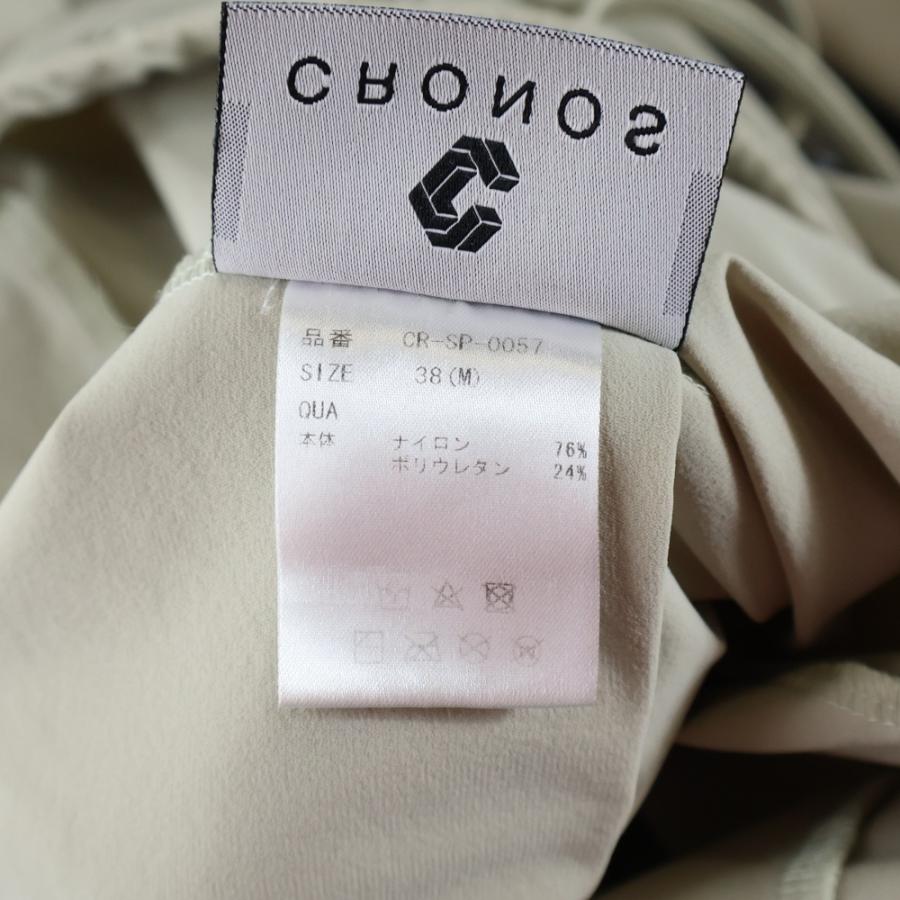 CRONOS
品番 CR-SP-0057
SIZE 38(M)
QUA
本体 ナイロン 76%
ポリウレタン 24%